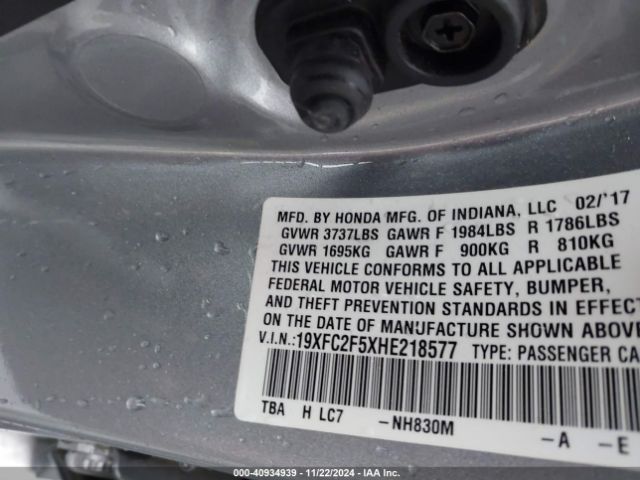 MFD. BY HONDA MFG. OF INDIANA, LLC 02/'17
GVWR 3737LBS GAWR F 1984LBS R 1786LBS
GVWR 1695KG GAWR F 900KG R 810KG
THIS VEHICLE CONFORMS TO ALL APPLICABLE
FEDERAL MOTOR VEHICLE SAFETY, BUMPER,
AND THEFT PREVENTION STANDARDS IN EFFECT
ON THE DATE OF MANUFACTURE SHOWN ABOVE
V.I.N.:19XFC2F5XHE218577 TYPE: PASSENGER CA
TBA H LC7 -NH830M -A -E
Copart: 40934939 - 11/22/2024 - IAA Inc.